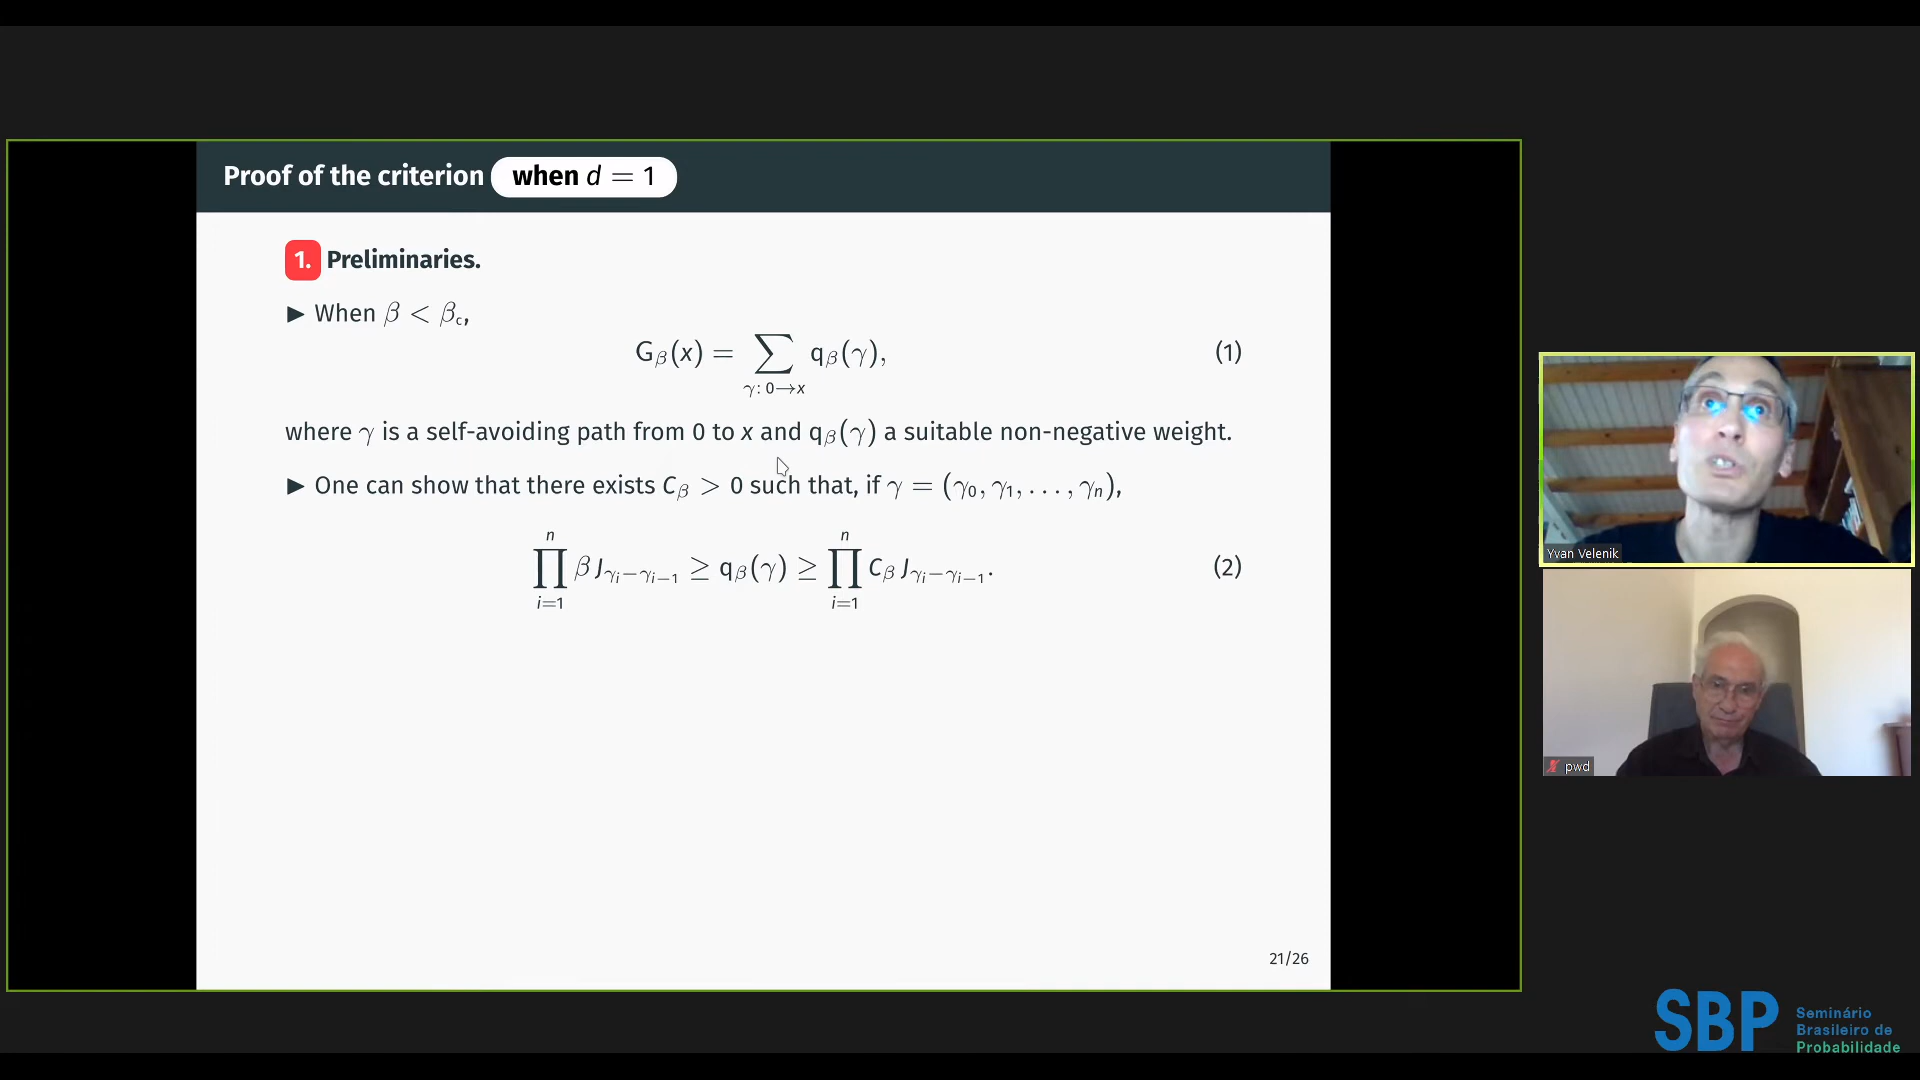 Proof of the criterion when d = 1
1. Preliminaries.
▶ When β < β_c,
G_β(x) = ∑_{γ: 0→x} q_β(γ), (1)
where γ is a self-avoiding path from 0 to x and q_β(γ) a suitable non-negative weight.
▶ One can show that there exists C_β > 0 such that, if γ = (γ_0, γ_1, . . . , γ_n),
∏_{i=1}^{n} β J_{γ_i−γ_{i−1}} ≥ q_β(γ) ≥ ∏_{i=1}^{n} C_β J_{γ_i−γ_{i−1}}. (2)
21/26
Yvan Velenik
pwd
SBP
Seminário
Brasileiro de
Probabilidade